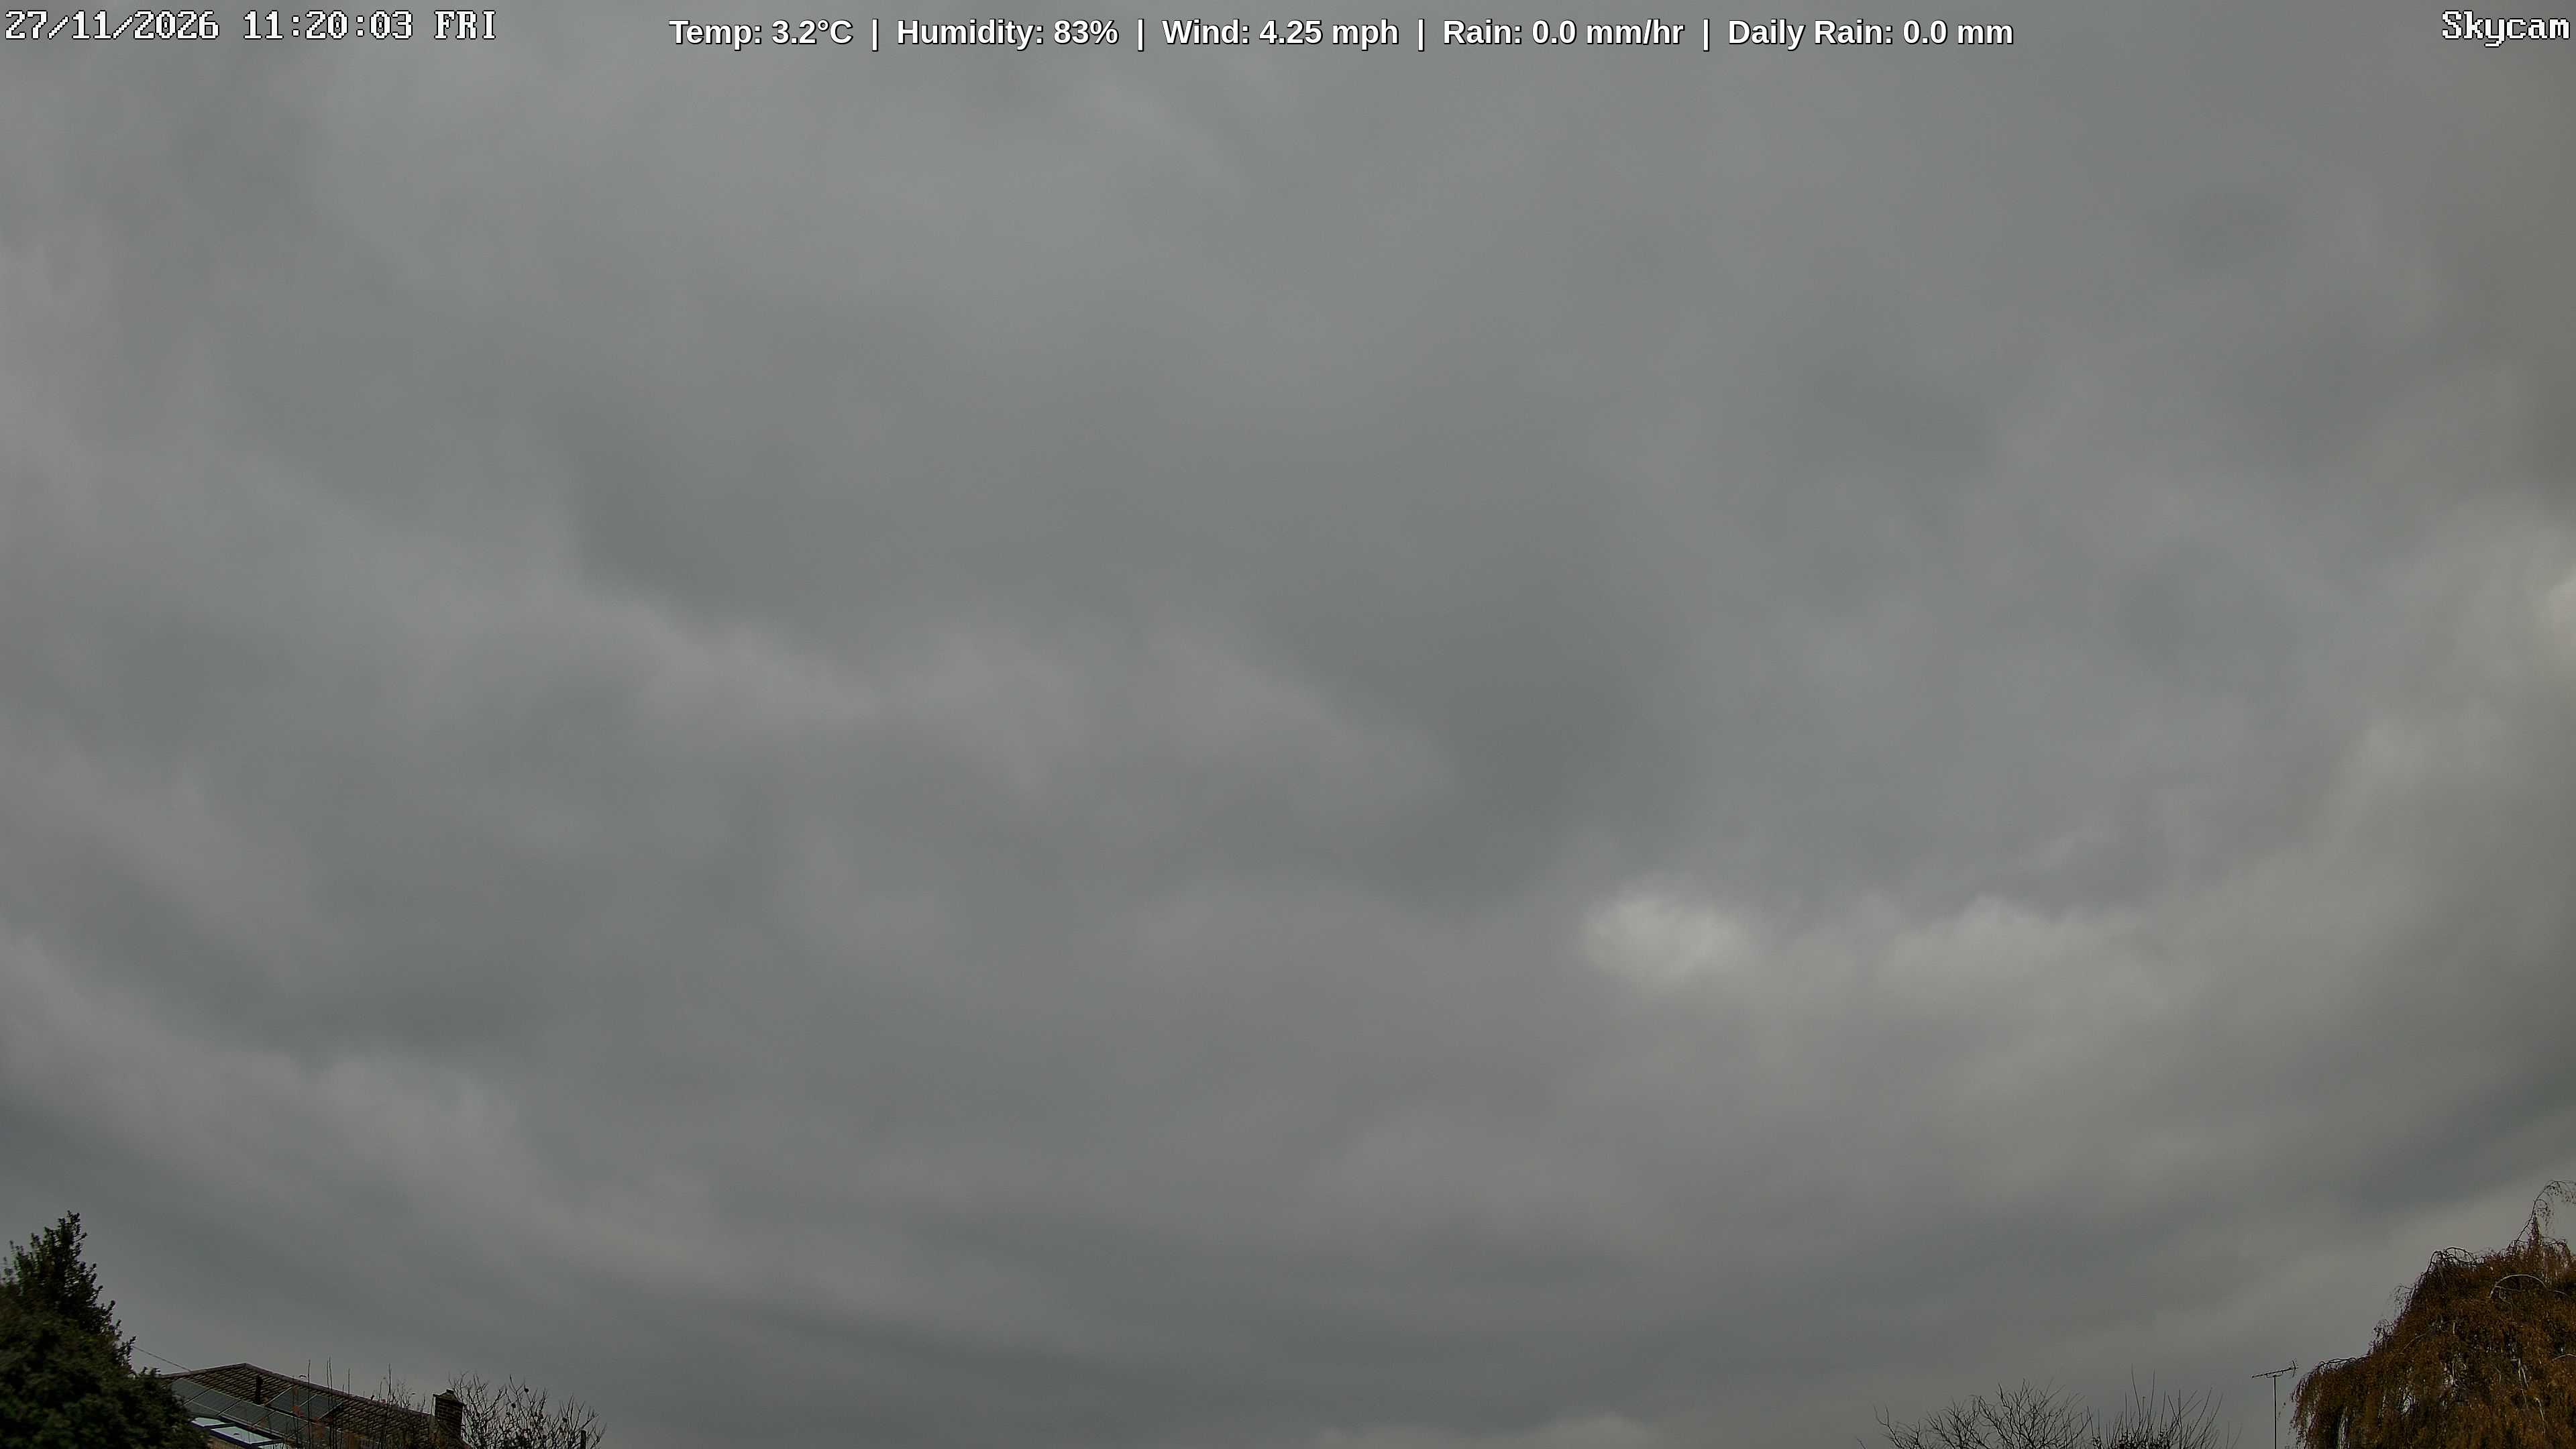 27/11/2026 11:20:03 FRI
Temp: 3.2°C | Humidity: 83% | Wind: 4.25 mph | Rain: 0.0 mm/hr | Daily Rain: 0.0 mm
Skycam